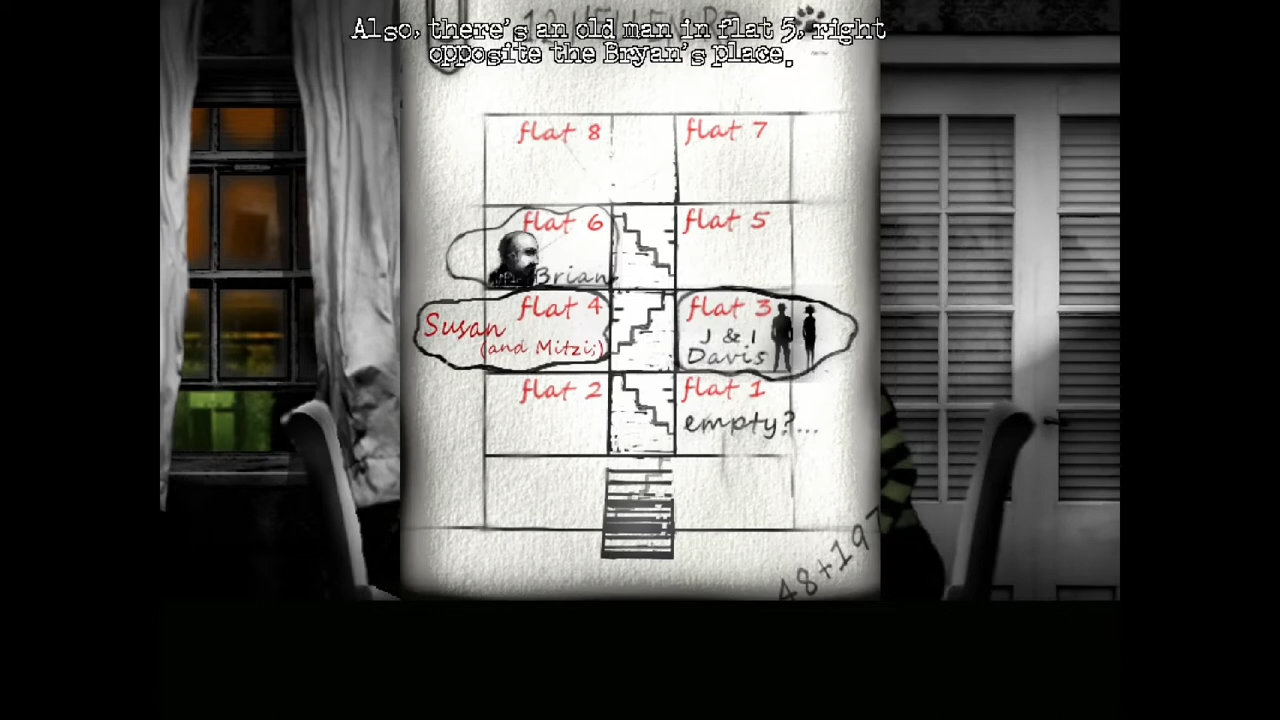 Also, there's an old man in flat 5, right
opposite the Bryan's place.
flat 8
flat 7
flat 6
flat 5
Brian
flat 4
flat 3
Susan
(and Mitzi;)
J & I
Davis
flat 2
flat 1
empty?...
48+197